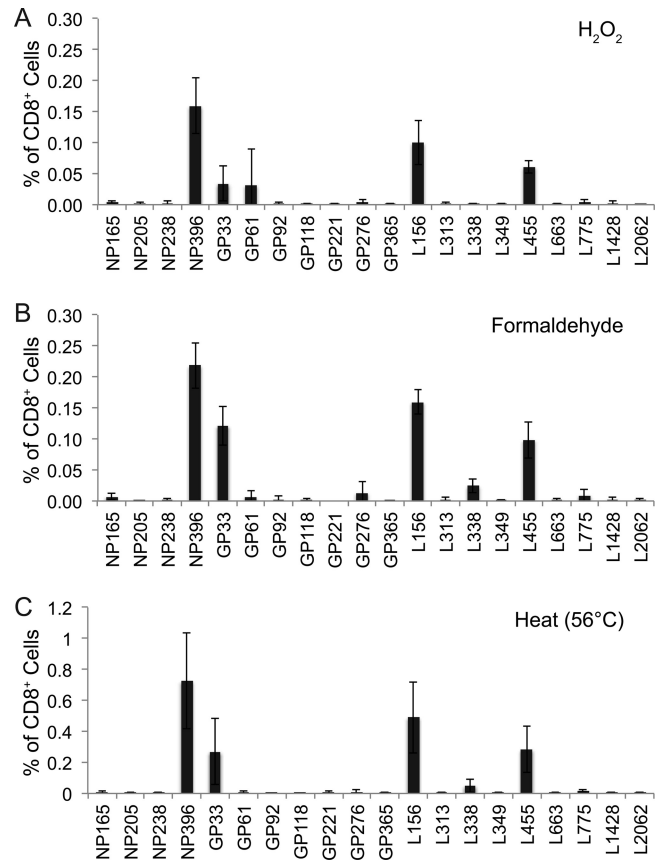 A
H2O2
% of CD8+ Cells
0.30
0.25
0.20
0.15
0.10
0.05
0.00
NP165 NP205 NP238 NP396 GP33 GP61 GP92 GP118 GP221 GP276 GP365 L156 L313 L338 L349 L455 L663 L775 L1428 L2062
B
Formaldehyde
% of CD8+ Cells
0.30
0.25
0.20
0.15
0.10
0.05
0.00
NP165 NP205 NP238 NP396 GP33 GP61 GP92 GP118 GP221 GP276 GP365 L156 L313 L338 L349 L455 L663 L775 L1428 L2062
C
Heat (56°C)
% of CD8+ Cells
1.2
1
0.8
0.6
0.4
0.2
0
NP165 NP205 NP238 NP396 GP33 GP61 GP92 GP118 GP221 GP276 GP365 L156 L313 L338 L349 L455 L663 L775 L1428 L2062